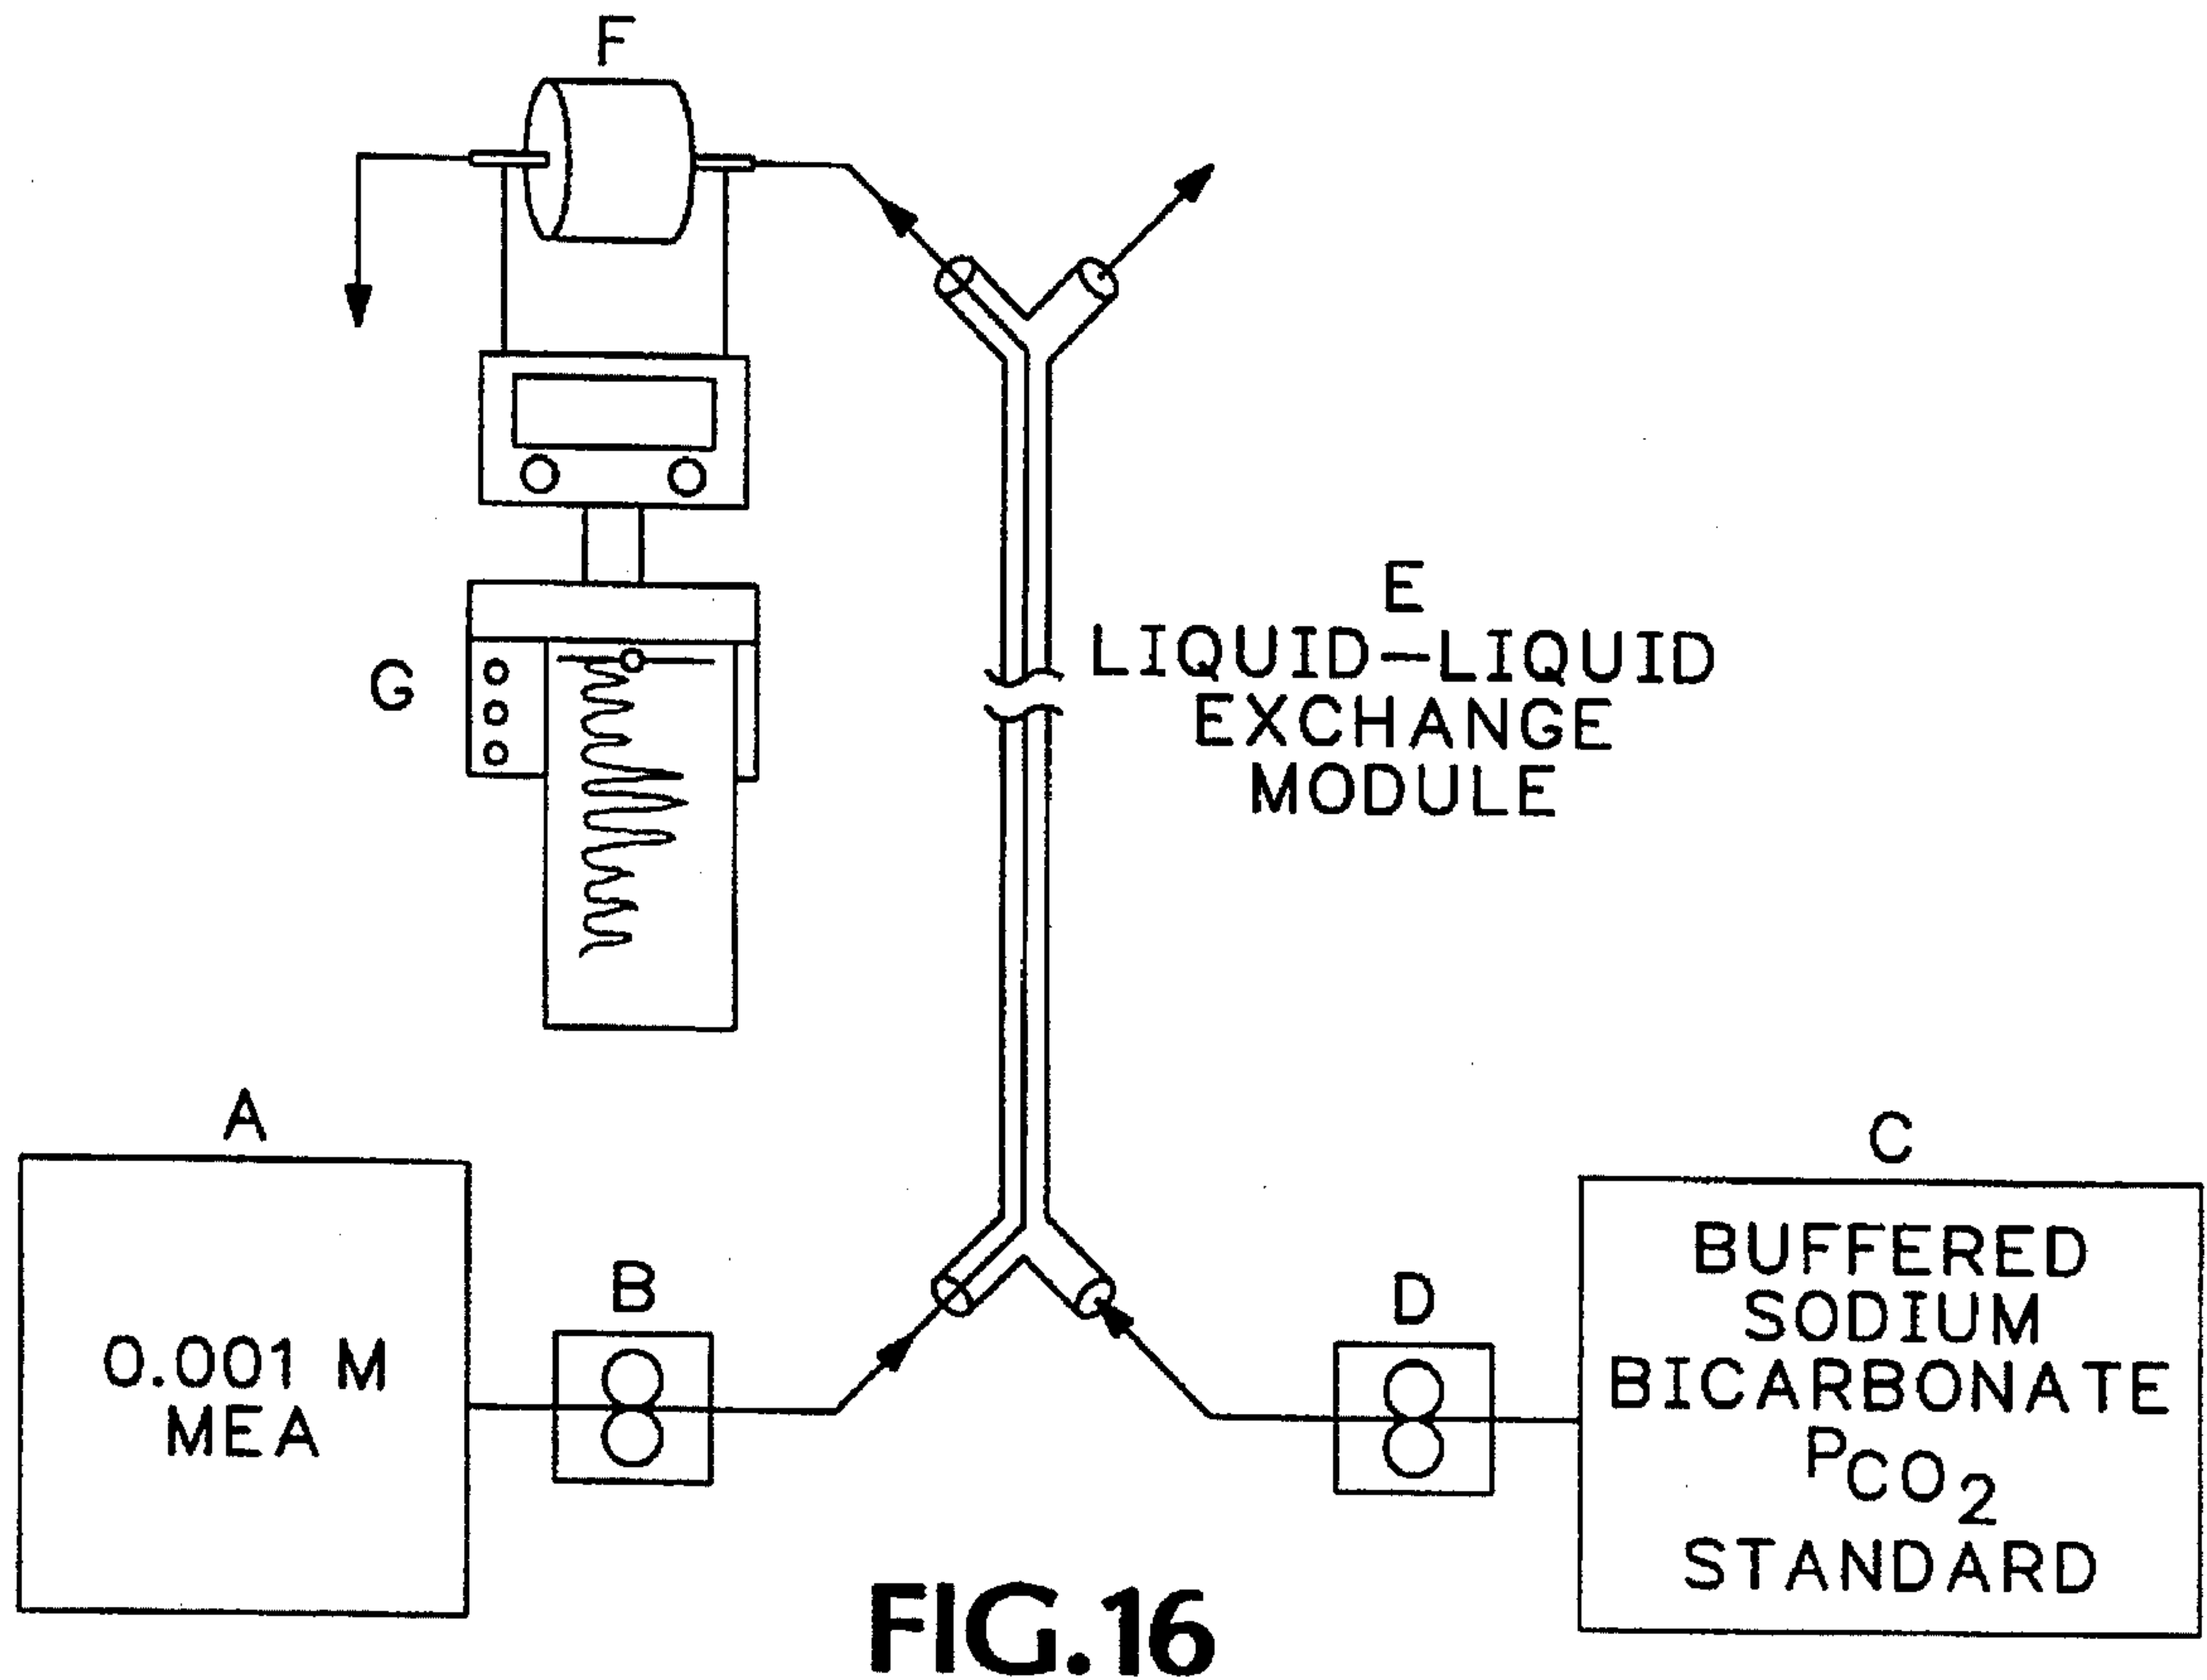 F
E
LIQUID-LIQUID
EXCHANGE
MODULE
G
A
0.001 M
MEA
B
D
C
BUFFERED
SODIUM
BICARBONATE
PCO2
STANDARD
FIG.16